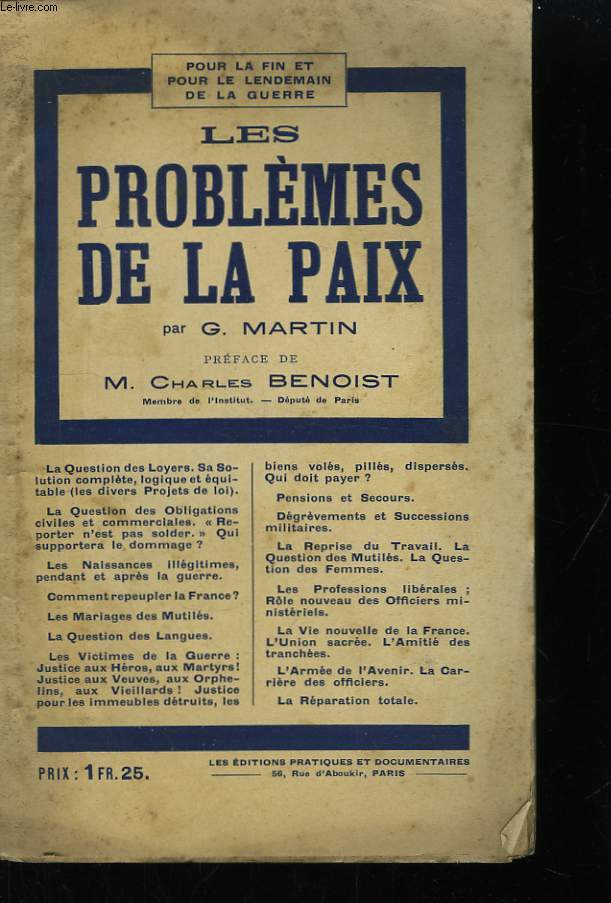 Le-livre.com
POUR LA FIN ET
POUR LE LENDEMAIN
DE LA GUERRE
LES
PROBLÈMES
DE LA PAIX
par G. MARTIN
PRÉFACE DE
M. CHARLES BENOIST
Membre de l'Institut. — Député de Paris
La Question des Loyers. Sa So-
lution complète, logique et équi-
table (les divers Projets de loi).
La Question des Obligations
civiles et commerciales. « Re-
porter n'est pas solder. » Qui
supportera le dommage ?
Les Naissances illégitimes,
pendant et après la guerre.
Comment repeupler la France ?
Les Mariages des Mutilés.
La Question des Langues.
Les Victimes de la Guerre :
Justice aux Héros, aux Martyrs !
Justice aux Veuves, aux Orphe-
lins, aux Vieillards ! Justice
pour les immeubles détruits, les
biens volés, pillés, dispersés.
Qui doit payer ?
Pensions et Secours.
Dégrèvements et Successions
militaires.
La Reprise du Travail. La
Question des Mutilés. La Ques-
tion des Femmes.
Les Professions libérales ;
Rôle nouveau des Officiers mi-
nistériels.
La Vie nouvelle de la France.
L'Union sacrée. L'Amitié des
tranchées.
L'Armée de l'Avenir. La Car-
rière des officiers.
La Réparation totale.
PRIX : 1 FR. 25.
LES ÉDITIONS PRATIQUES ET DOCUMENTAIRES
56, Rue d'Aboukir, PARIS